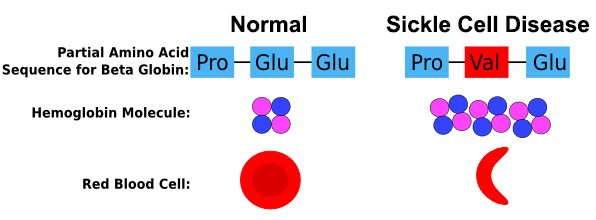 Normal
Sickle Cell Disease
Partial Amino Acid
Sequence for Beta Globin:
Pro Glu Glu
Pro Val Glu
Hemoglobin Molecule:
Red Blood Cell: